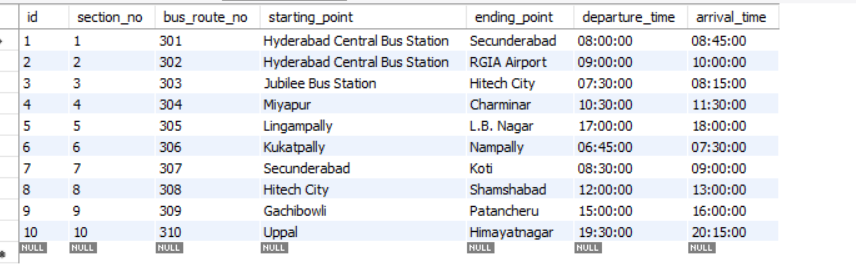 id section_no bus_route_no starting_point ending_point departure_time arrival_time
1 1 301 Hyderabad Central Bus Station Secunderabad 08:00:00 08:45:00
2 2 302 Hyderabad Central Bus Station RGIA Airport 09:00:00 10:00:00
3 3 303 Jubilee Bus Station Hitech City 07:30:00 08:15:00
4 4 304 Miyapur Charminar 10:30:00 11:30:00
5 5 305 Lingampally L.B. Nagar 17:00:00 18:00:00
6 6 306 Kukatpally Nampally 06:45:00 07:30:00
7 7 307 Secunderabad Koti 08:30:00 09:00:00
8 8 308 Hitech City Shamshabad 12:00:00 13:00:00
9 9 309 Gachibowli Patancheru 15:00:00 16:00:00
10 10 310 Uppal Himayatnagar 19:30:00 20:15:00
NULL NULL NULL NULL NULL NULL NULL